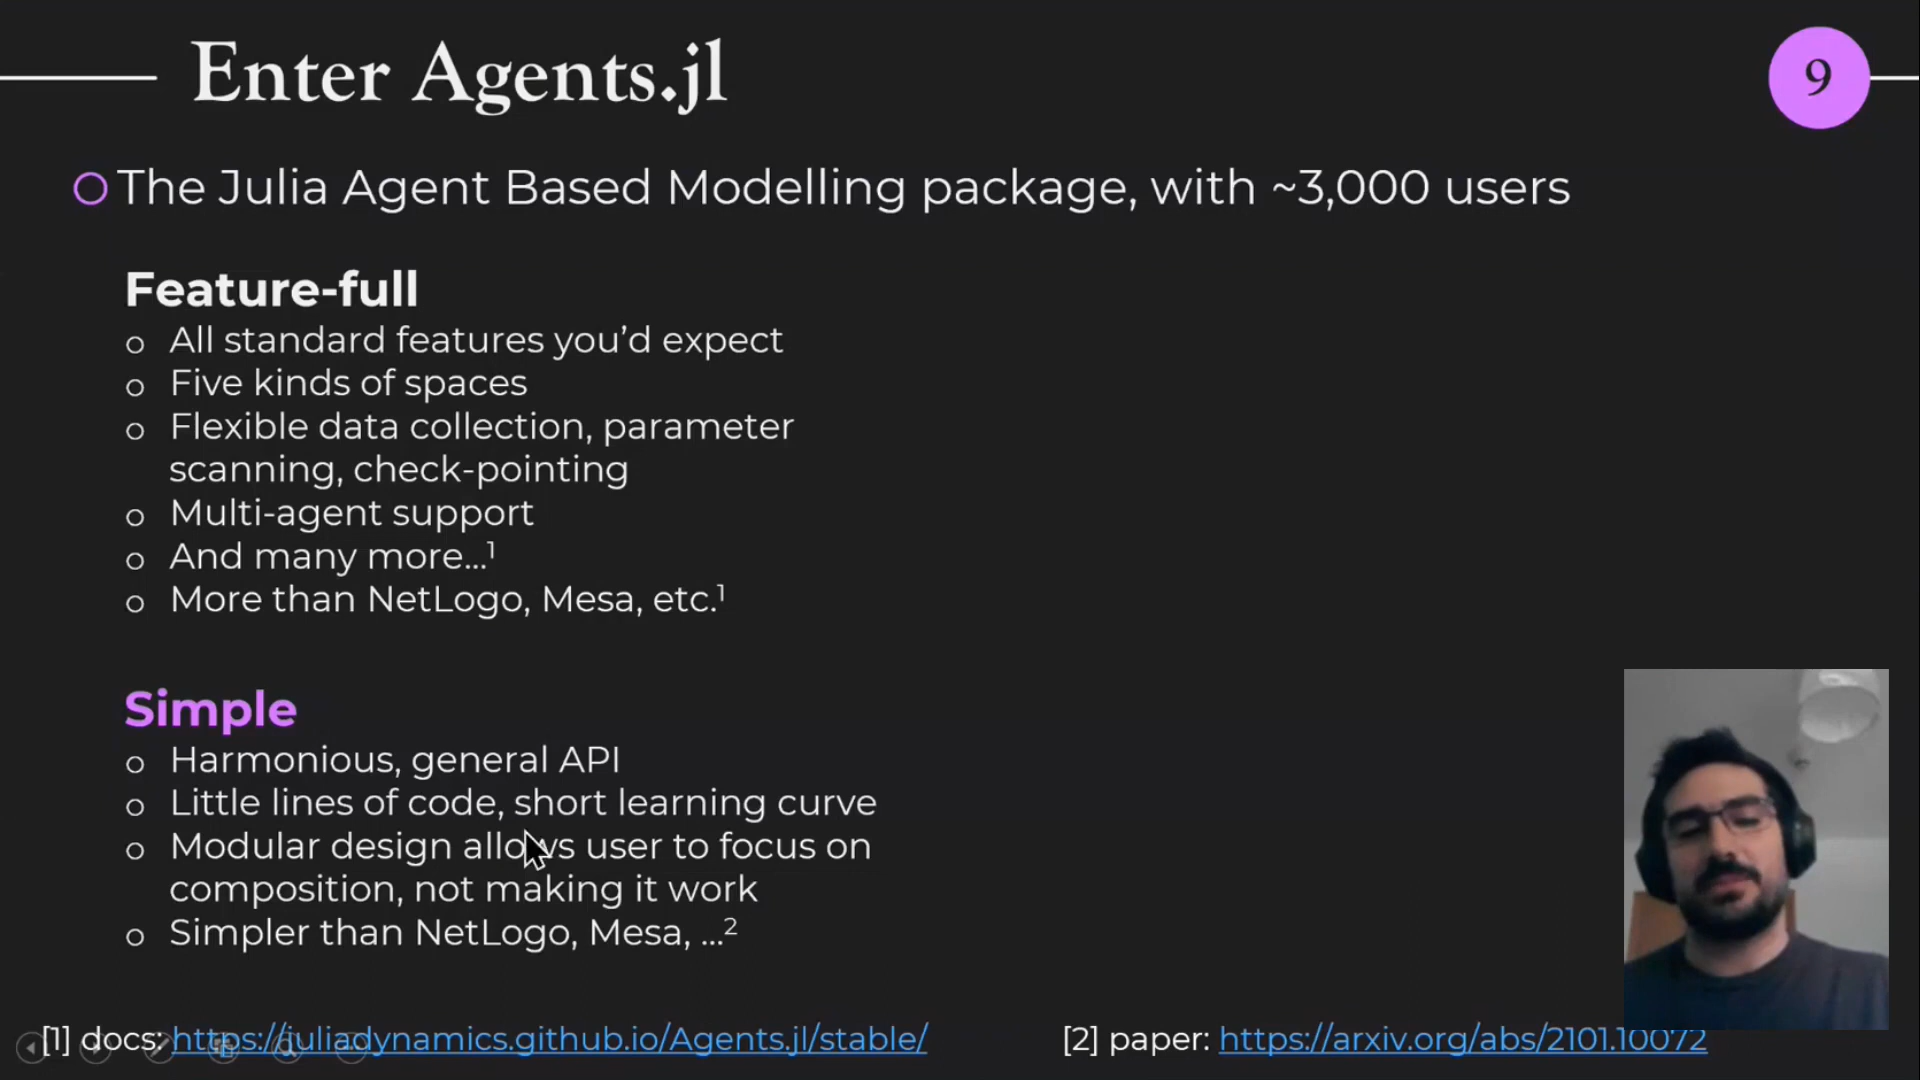 Enter Agents.jl
9
The Julia Agent Based Modelling package, with ~3,000 users
Feature-full
All standard features you’d expect
Five kinds of spaces
Flexible data collection, parameter
scanning, check-pointing
Multi-agent support
And many more...¹
More than NetLogo, Mesa, etc.¹
Simple
Harmonious, general API
Little lines of code, short learning curve
Modular design allows user to focus on
composition, not making it work
Simpler than NetLogo, Mesa, ...²
[1] docs: https://juliadynamics.github.io/Agents.jl/stable/
[2] paper: https://arxiv.org/abs/2101.10072